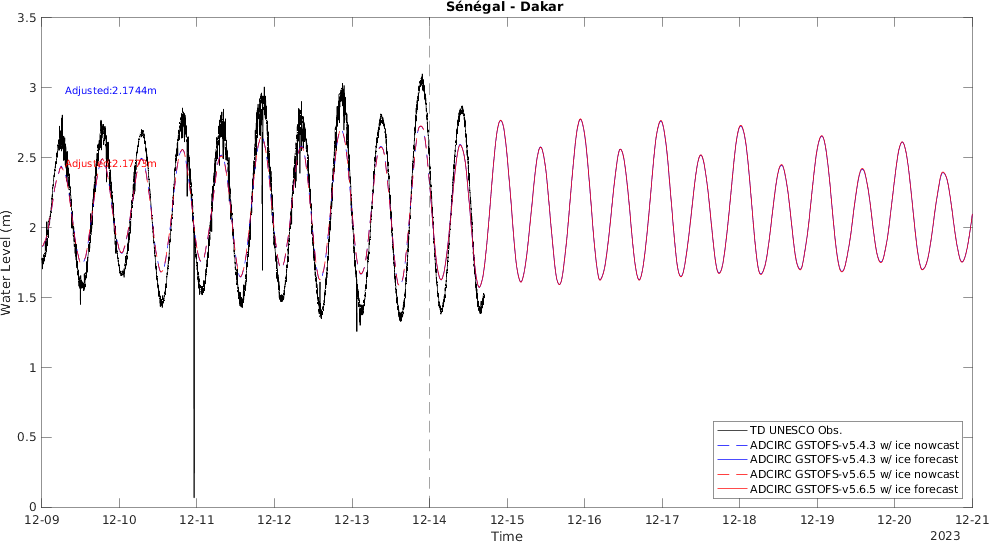 Sénégal - Dakar
3.5
3
2.5
2
1.5
1
0.5
0
Water Level (m)
Adjusted:2.1744m
Adjusted:2.1773m
TD UNESCO Obs.
ADCIRC GSTOFS-v5.4.3 w/ ice nowcast
ADCIRC GSTOFS-v5.4.3 w/ ice forecast
ADCIRC GSTOFS-v5.6.5 w/ ice nowcast
ADCIRC GSTOFS-v5.6.5 w/ ice forecast
12-09 12-10 12-11 12-12 12-13 12-14 12-15 12-16 12-17 12-18 12-19 12-20 12-21
Time
2023